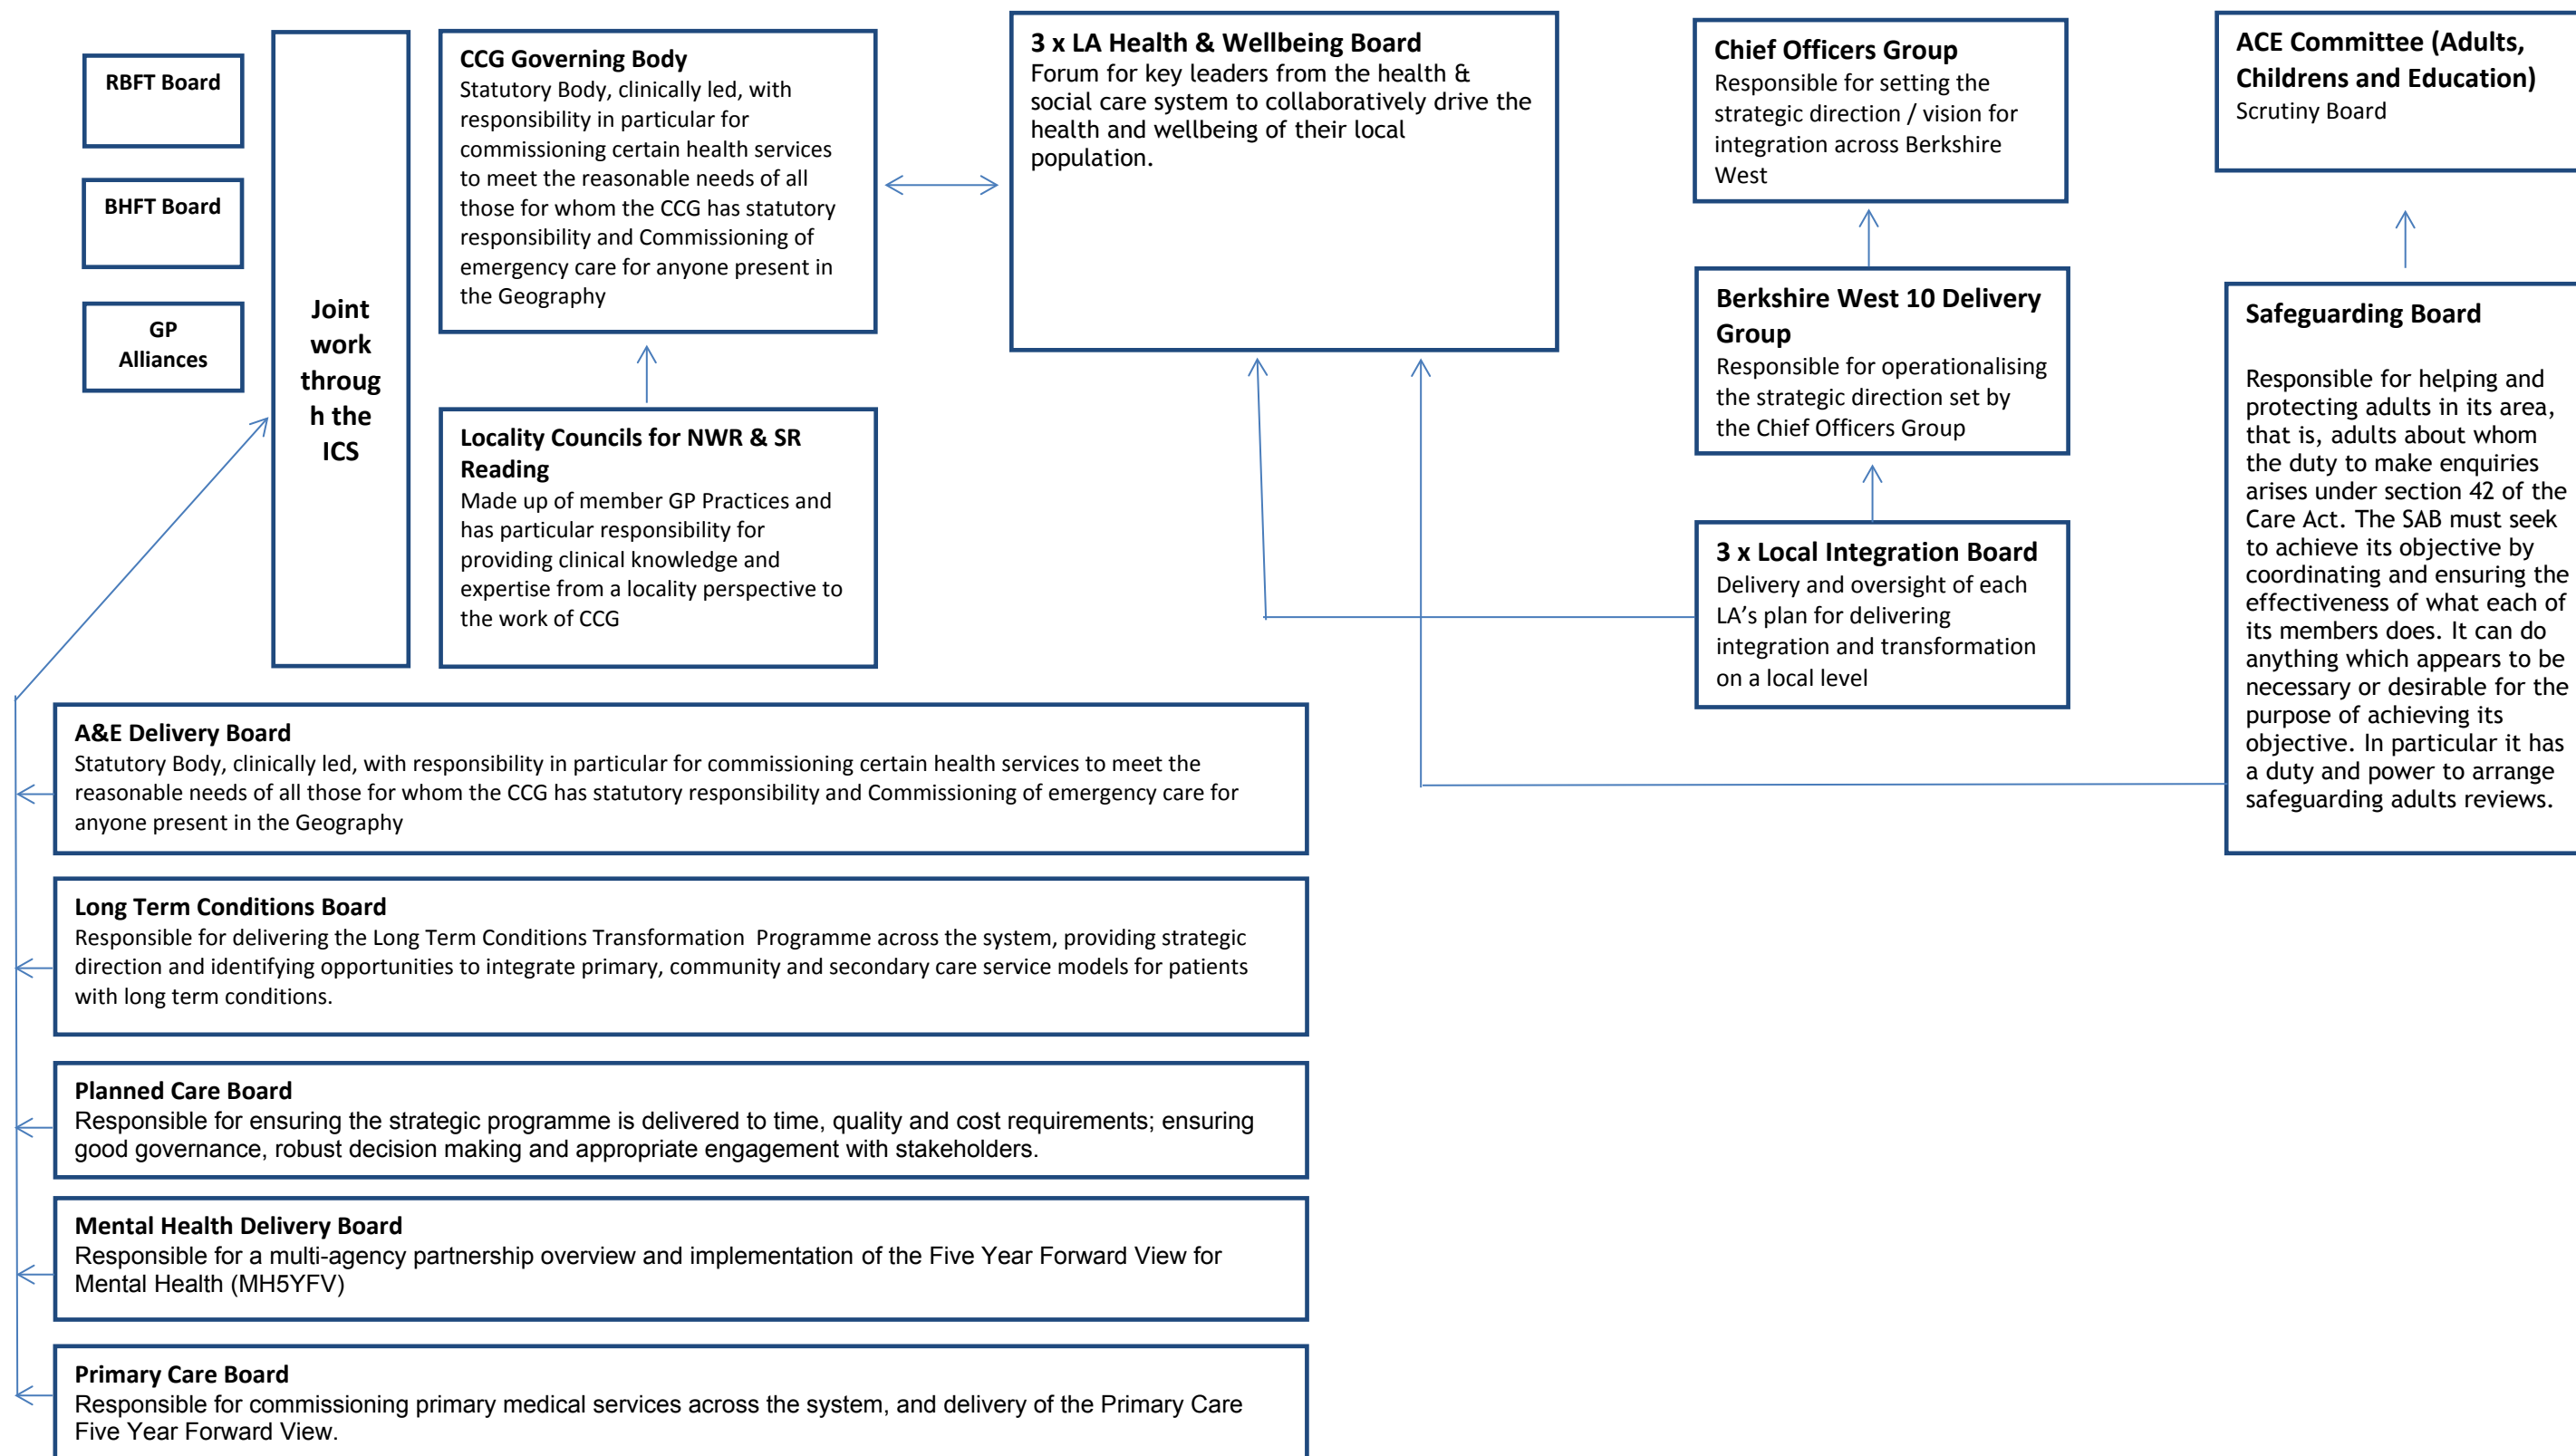 RBFT Board
BHFT Board
GP
Alliances
Joint
work
throug
h the
ICS
CCG Governing Body
Statutory Body, clinically led, with
responsibility in particular for
commissioning certain health services
to meet the reasonable needs of all
those for whom the CCG has statutory
responsibility and Commissioning of
emergency care for anyone present in
the Geography
Locality Councils for NWR & SR
Reading
Made up of member GP Practices and
has particular responsibility for
providing clinical knowledge and
expertise from a locality perspective to
the work of CCG
3 x LA Health & Wellbeing Board
Forum for key leaders from the health &
social care system to collaboratively drive the
health and wellbeing of their local
population.
Chief Officers Group
Responsible for setting the
strategic direction / vision for
integration across Berkshire
West
Berkshire West 10 Delivery
Group
Responsible for operationalising
the strategic direction set by
the Chief Officers Group
3 x Local Integration Board
Delivery and oversight of each
LA’s plan for delivering
integration and transformation
on a local level
ACE Committee (Adults,
Childrens and Education)
Scrutiny Board
Safeguarding Board
Responsible for helping and
protecting adults in its area,
that is, adults about whom
the duty to make enquiries
arises under section 42 of the
Care Act. The SAB must seek
to achieve its objective by
coordinating and ensuring the
effectiveness of what each of
its members does. It can do
anything which appears to be
necessary or desirable for the
purpose of achieving its
objective. In particular it has
a duty and power to arrange
safeguarding adults reviews.
A&E Delivery Board
Statutory Body, clinically led, with responsibility in particular for commissioning certain health services to meet the
reasonable needs of all those for whom the CCG has statutory responsibility and Commissioning of emergency care for
anyone present in the Geography
Long Term Conditions Board
Responsible for delivering the Long Term Conditions Transformation Programme across the system, providing strategic
direction and identifying opportunities to integrate primary, community and secondary care service models for patients
with long term conditions.
Planned Care Board
Responsible for ensuring the strategic programme is delivered to time, quality and cost requirements; ensuring
good governance, robust decision making and appropriate engagement with stakeholders.
Mental Health Delivery Board
Responsible for a multi-agency partnership overview and implementation of the Five Year Forward View for
Mental Health (MH5YFV)
Primary Care Board
Responsible for commissioning primary medical services across the system, and delivery of the Primary Care
Five Year Forward View.